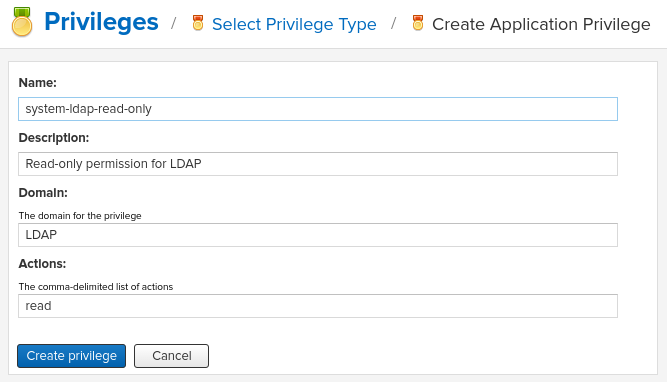 Privileges / Select Privilege Type / Create Application Privilege
Name:
system-ldap-read-only
Description:
Read-only permission for LDAP
Domain:
The domain for the privilege
LDAP
Actions:
The comma-delimited list of actions
read
Create privilege Cancel